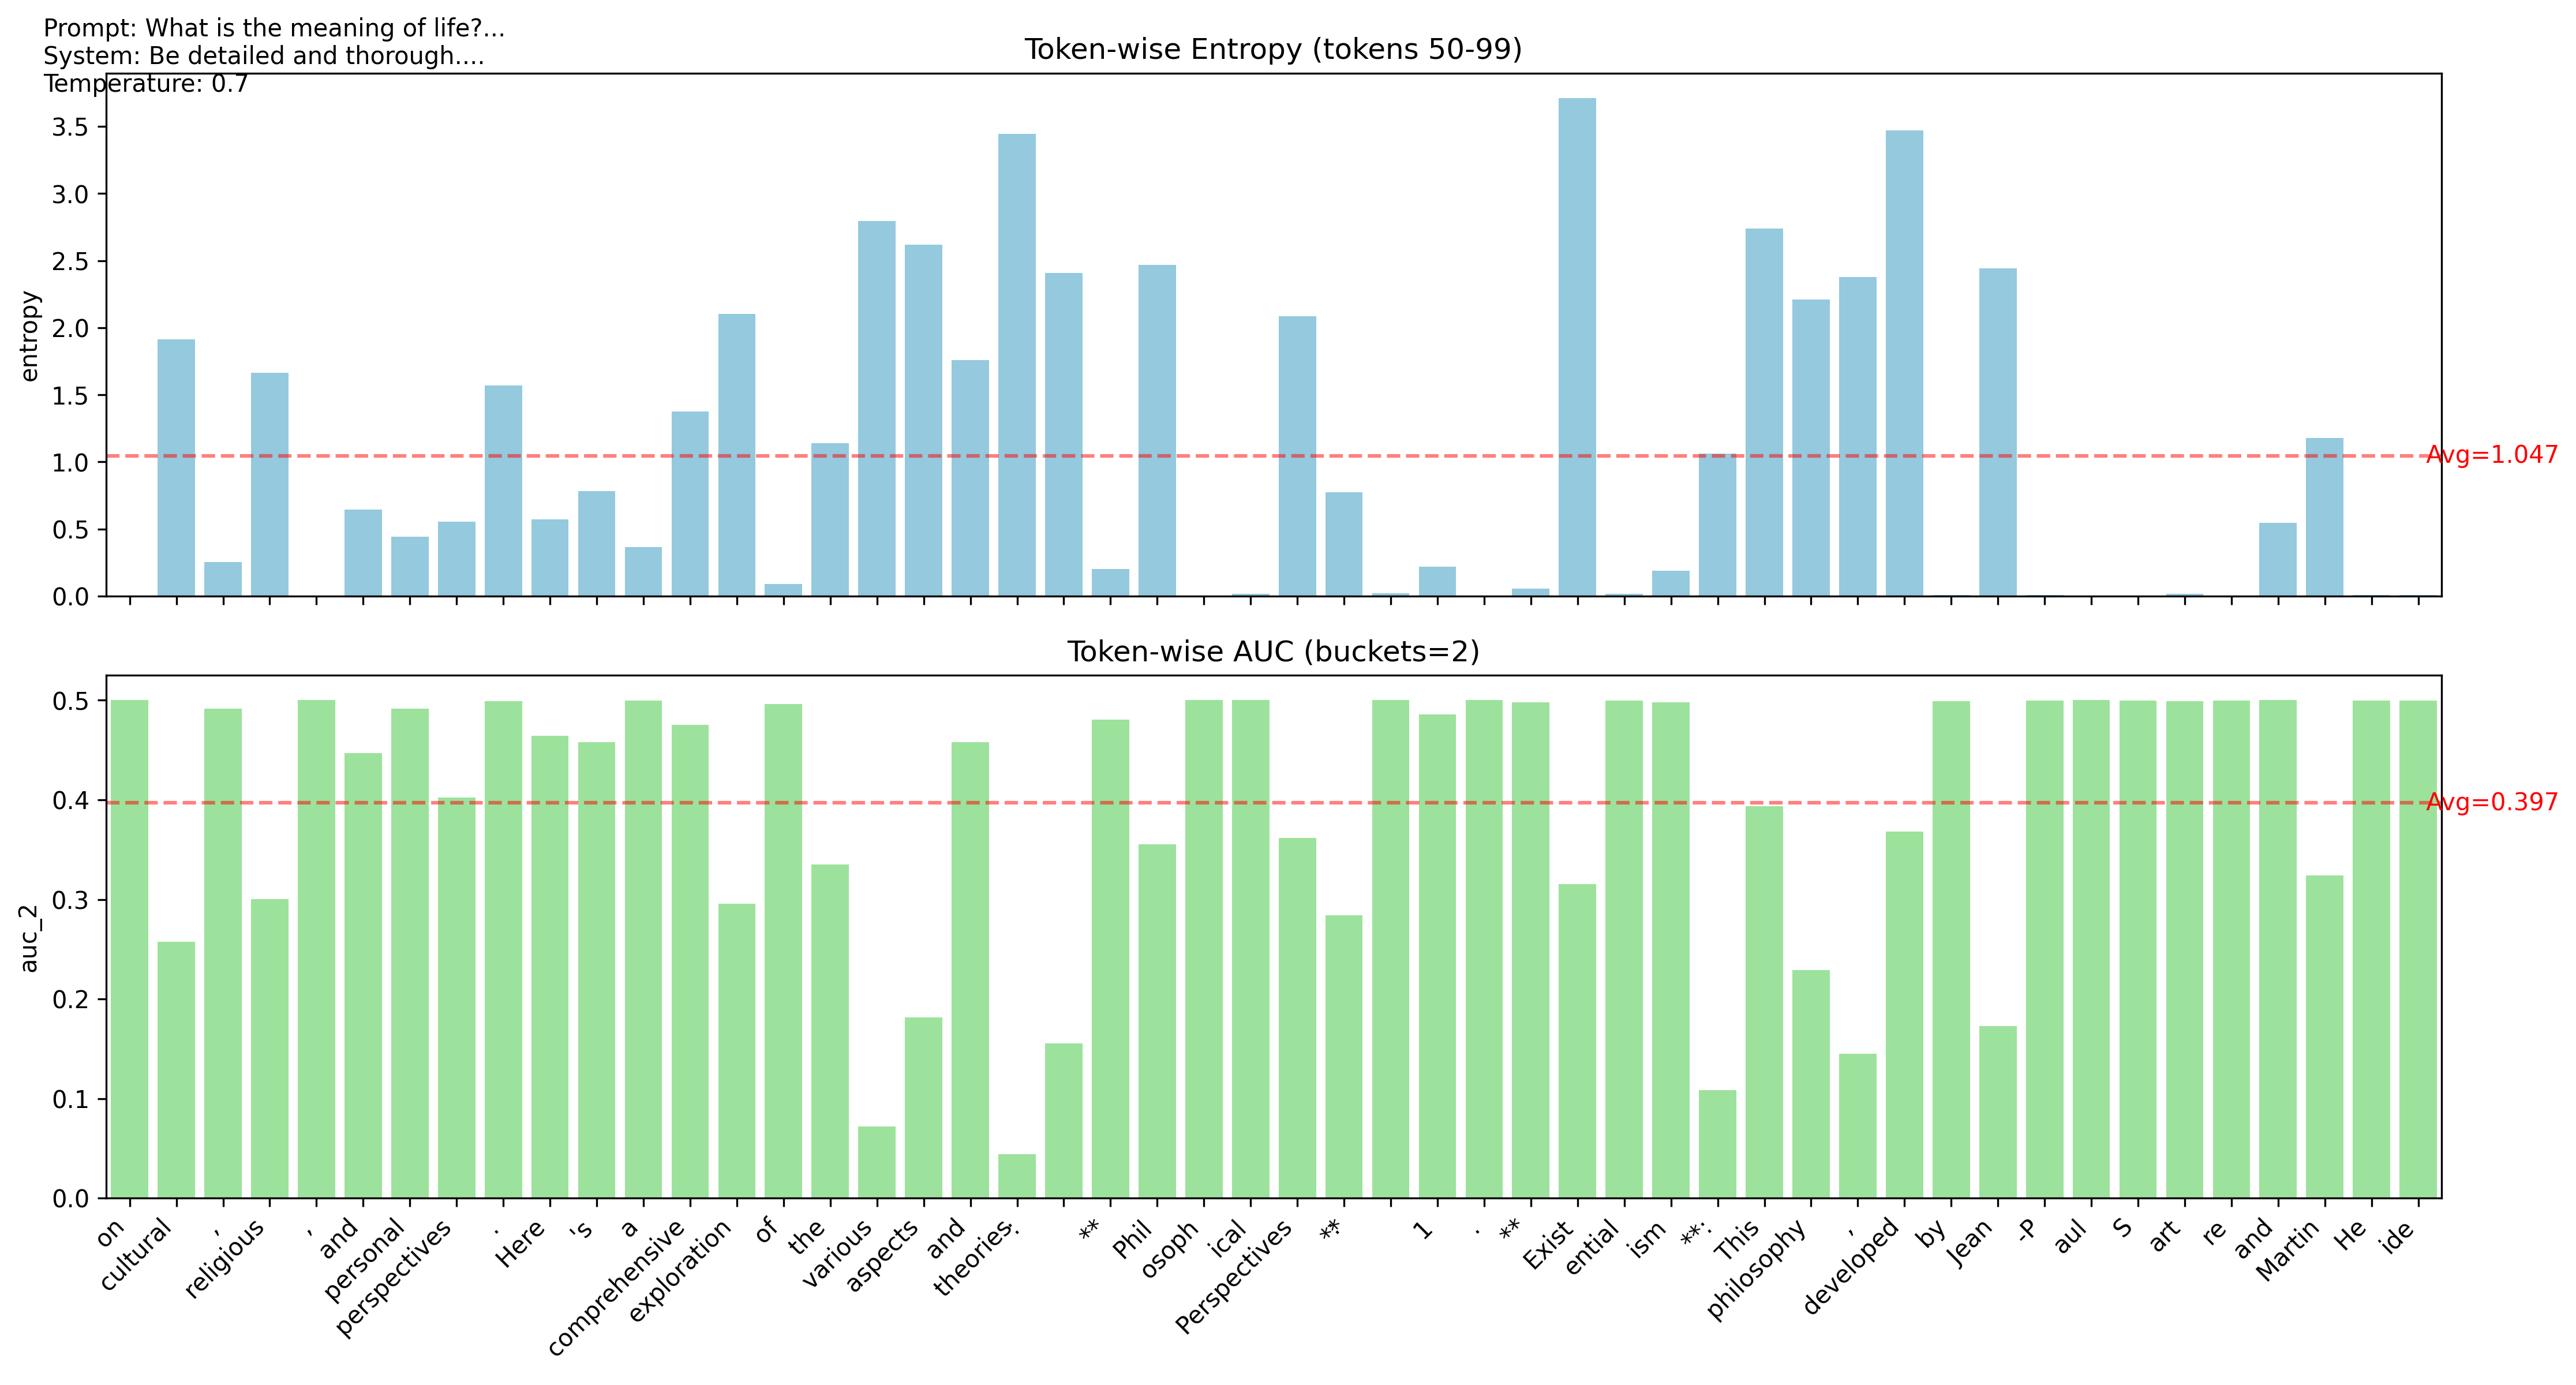 Prompt: What is the meaning of life?...
System: Be detailed and thorough....
Temperature: 0.7
Token-wise Entropy (tokens 50-99)
entropy
3.5
3.0
2.5
2.0
1.5
1.0
0.5
0.0
Avg=1.047
Token-wise AUC (buckets=2)
auc_2
0.5
0.4
0.3
0.2
0.1
0.0
Avg=0.397
on
cultural
,
religious
,
and
personal
perspectives
.
Here
's
a
comprehensive
exploration
of
the
various
aspects
and
theories
:
**
Phil
osoph
ical
Perspectives
**
:
1
.
**
Exist
ential
ism
**:
This
philosophy
,
developed
by
Jean
-P
aul
S
art
re
and
Martin
He
ide